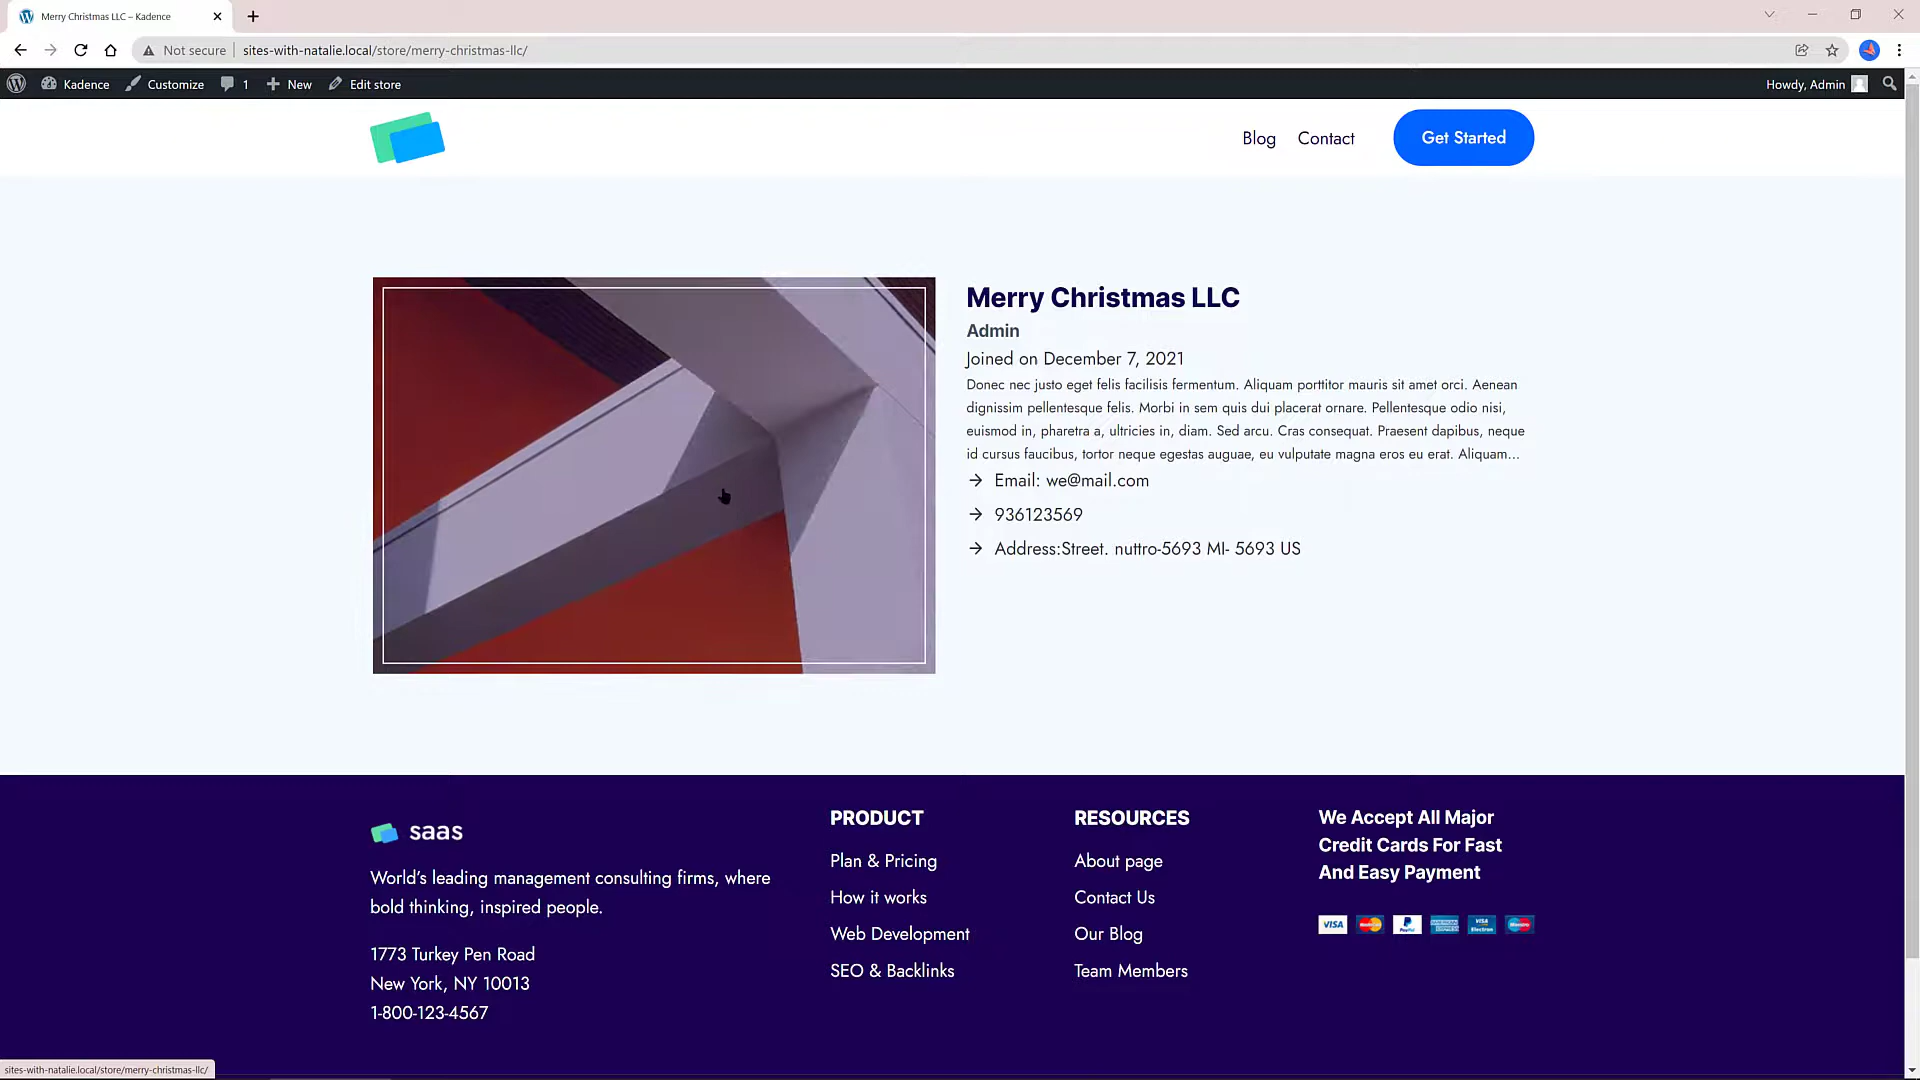 Merry Christmas LLC – Kadence
Not secure
sites-with-natalie.local/store/merry-christmas-llc/
Kadence
Customize
1
New
Edit store
Howdy, Admin
Blog
Contact
Get Started
Merry Christmas LLC
Admin
Joined on December 7, 2021
Donec nec justo eget felis facilisis fermentum. Aliquam porttitor mauris sit amet orci. Aenean
dignissim pellentesque felis. Morbi in sem quis dui placerat ornare. Pellentesque odio nisi,
euismod in, pharetra a, ultricies in, diam. Sed arcu. Cras consequat. Praesent dapibus, neque
id cursus faucibus, tortor neque egestas auguae, eu vulputate magna eros eu erat. Aliquam...
Email: we@mail.com
936123569
Address:Street. nuttro-5693 MI- 5693 US
saas
World's leading management consulting firms, where
bold thinking, inspired people.
1773 Turkey Pen Road
New York, NY 10013
1-800-123-4567
PRODUCT
Plan & Pricing
How it works
Web Development
SEO & Backlinks
RESOURCES
About page
Contact Us
Our Blog
Team Members
We Accept All Major
Credit Cards For Fast
And Easy Payment
VISA
MasterCard
PayPal
VISA
Electron
Maestro
sites-with-natalie.local/store/merry-christmas-llc/